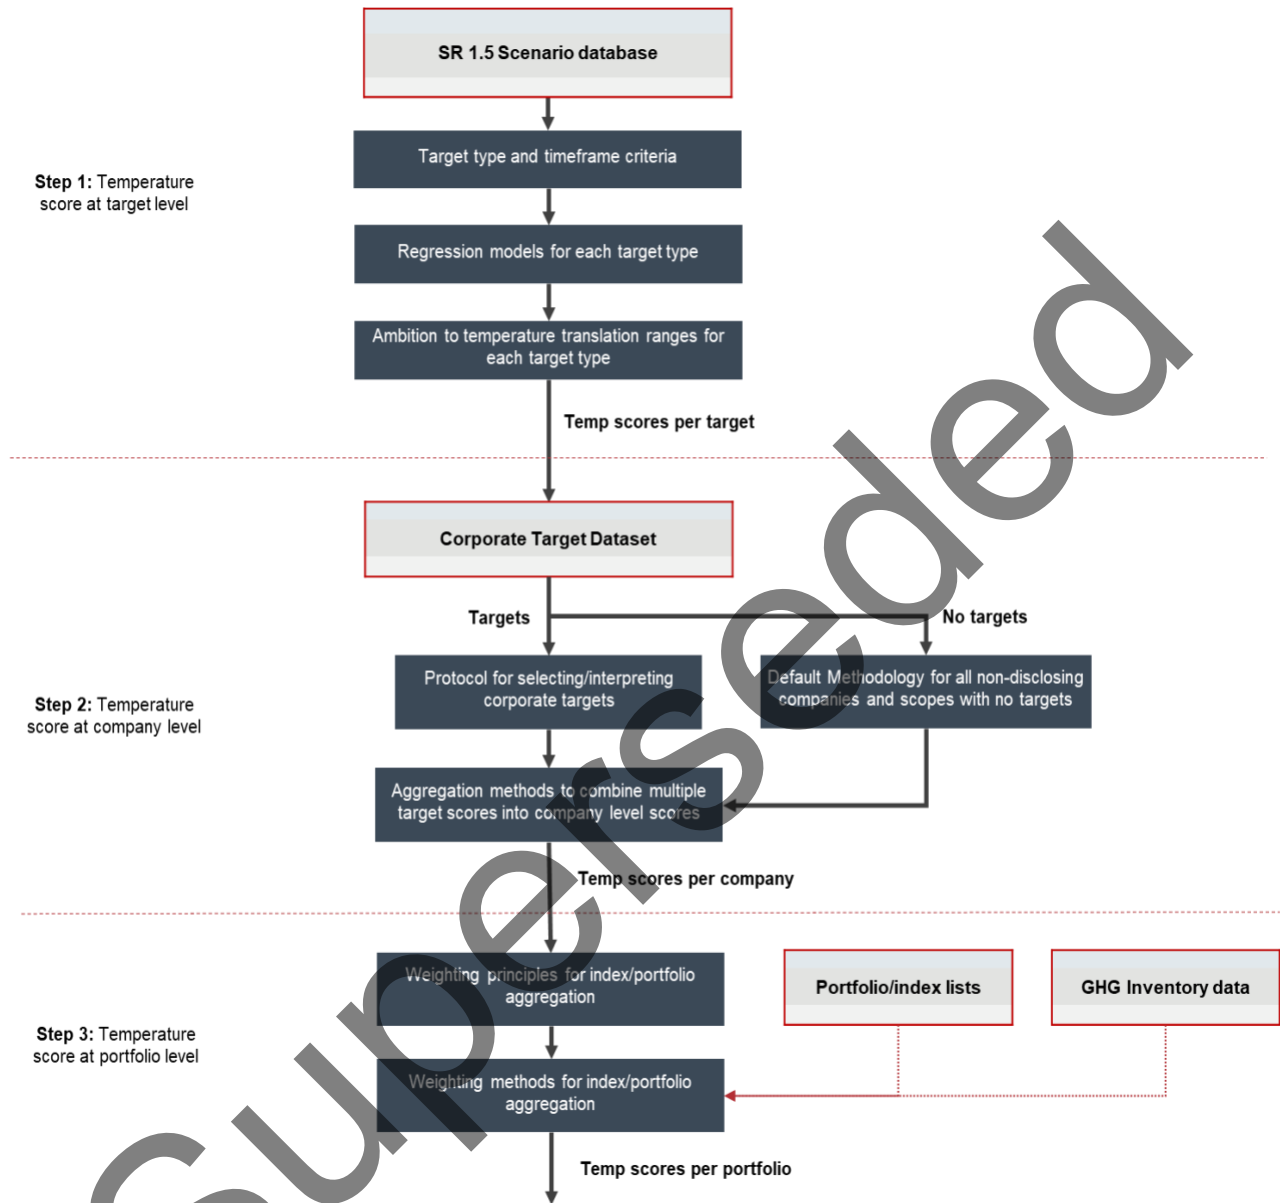 SR 1.5 Scenario database
Target type and timeframe criteria
Step 1: Temperature
score at target level
Regression models for each target type
Ambition to temperature translation ranges for
each target type
Temp scores per target
Corporate Target Dataset
Targets
No targets
Protocol for selecting/interpreting
corporate targets
Default Methodology for all non-disclosing
companies and scopes with no targets
Step 2: Temperature
score at company level
Aggregation methods to combine multiple
target scores into company level scores
Temp scores per company
Weighting principles for index/portfolio
aggregation
Portfolio/index lists
GHG Inventory data
Step 3: Temperature
score at portfolio level
Weighting methods for index/portfolio
aggregation
Temp scores per portfolio
Superseded